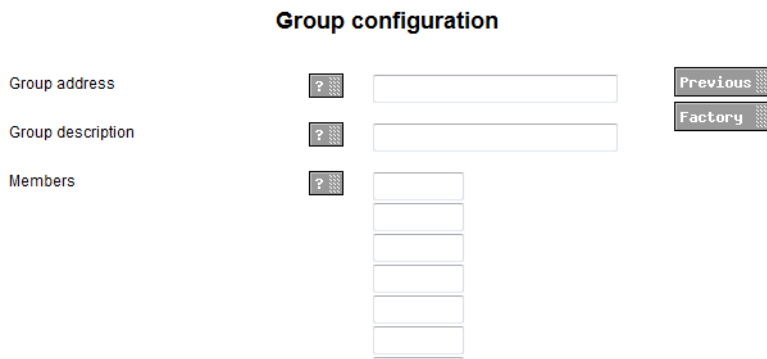 Group configuration
Group address
?
Previous
Factory
Group description
?
Members
?